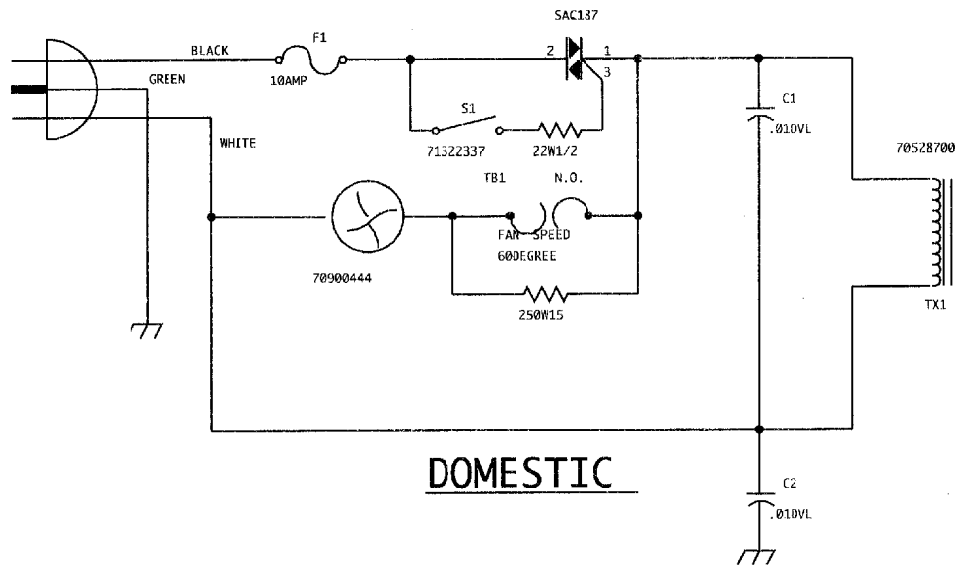 SAC187
F1
BLACK
2
1
10AMP
GREEN
3
C1
S1
.010VL
WHITE
71322337
22W1/2
70528700
TB1
N.O.
FAN SPEED
60DEGREE
70900444
250W15
TX1
DOMESTIC
C2
.010VL